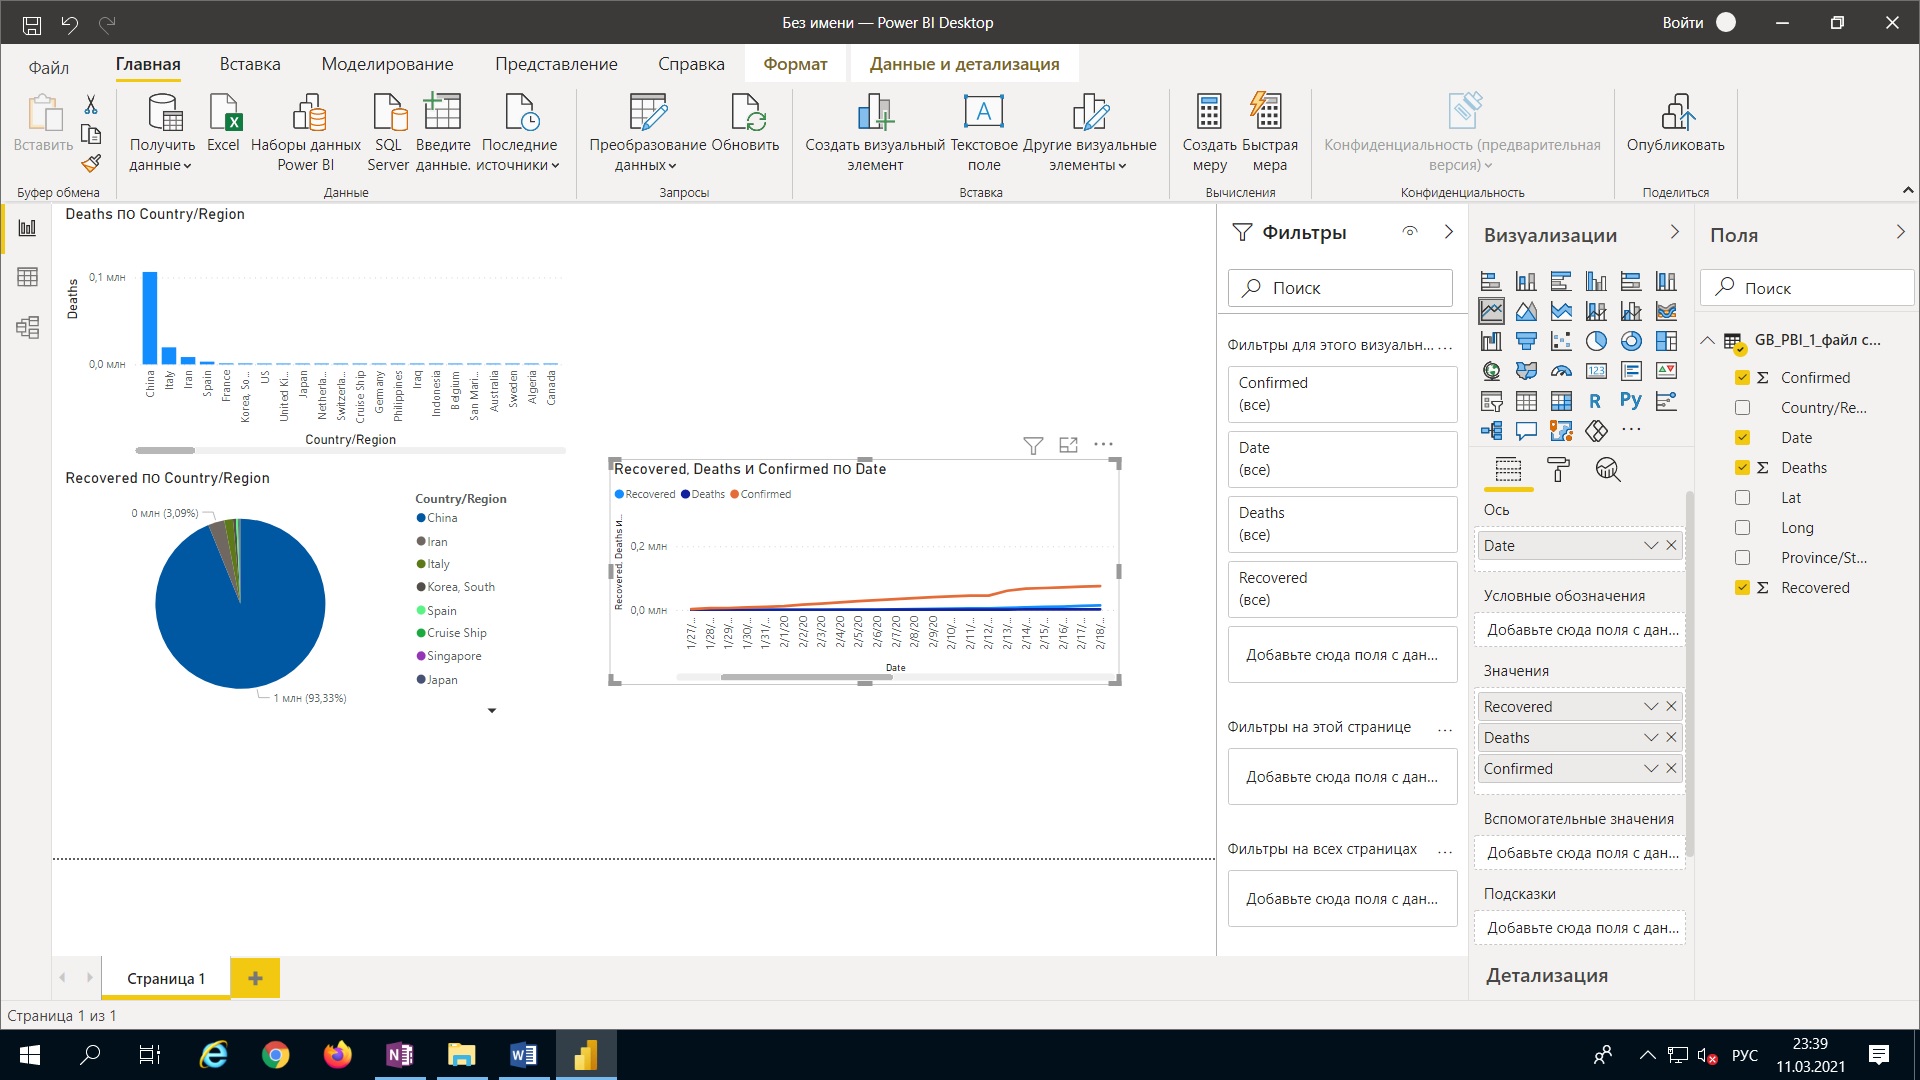 Без имени — Power BI Desktop
Войти
Файл
Главная
Вставка
Моделирование
Представление
Справка
Формат
Данные и детализация
Вставить
Буфер обмена
Получить данные
Excel
Наборы данных Power BI
SQL Server
Введите данные.
Последние источники
Данные
Преобразование данных
Обновить
Запросы
Создать визуальный элемент
Текстовое поле
Другие визуальные элементы
Вставка
Создать меру
Быстрая мера
Вычисления
Конфиденциальность (предварительная версия)
Конфиденциальность
Опубликовать
Поделиться
Deaths по Country/Region
Deaths
0,1 млн
0,0 млн
China
Italy
Iran
Spain
France
Korea, So...
US
United Ki...
Japan
Netherla...
Switzerla...
Cruise Ship
Germany
Philippines
Iraq
Indonesia
Belgium
San Mari...
Australia
Sweden
Algeria
Canada
Country/Region
Recovered по Country/Region
0 млн (3,09%)
1 млн (93,33%)
Country/Region
China
Iran
Italy
Korea, South
Spain
Cruise Ship
Singapore
Japan
Recovered, Deaths и Confirmed по Date
Recovered Deaths Confirmed
Recovered, Deaths и...
0,2 млн
0,0 млн
1/27/...
1/28/...
1/29/...
1/30/...
1/31/...
2/1/20
2/2/20
2/3/20
2/4/20
2/5/20
2/6/20
2/7/20
2/8/20
2/9/20
2/10/...
2/11/...
2/12/...
2/13/...
2/14/...
2/15/...
2/16/...
2/17/...
2/18/...
Date
Фильтры
Поиск
Фильтры для этого визуальн... ...
Confirmed
(все)
Date
(все)
Deaths
(все)
Recovered
(все)
Добавьте сюда поля с дан...
Фильтры на этой странице ...
Добавьте сюда поля с дан...
Фильтры на всех страницах ...
Добавьте сюда поля с дан...
Визуализации
123
R
Py
...
Ось
Date
Условные обозначения
Добавьте сюда поля с дан...
Значения
Recovered
Deaths
Confirmed
Вспомогательные значения
Добавьте сюда поля с дан...
Подсказки
Добавьте сюда поля с дан...
Детализация
Поля
Поиск
GB_PBI_1_файл с...
Σ Confirmed
Country/Re...
Date
Σ Deaths
Lat
Long
Province/St...
Σ Recovered
Страница 1
Страница 1 из 1
РУС
23:39
11.03.2021